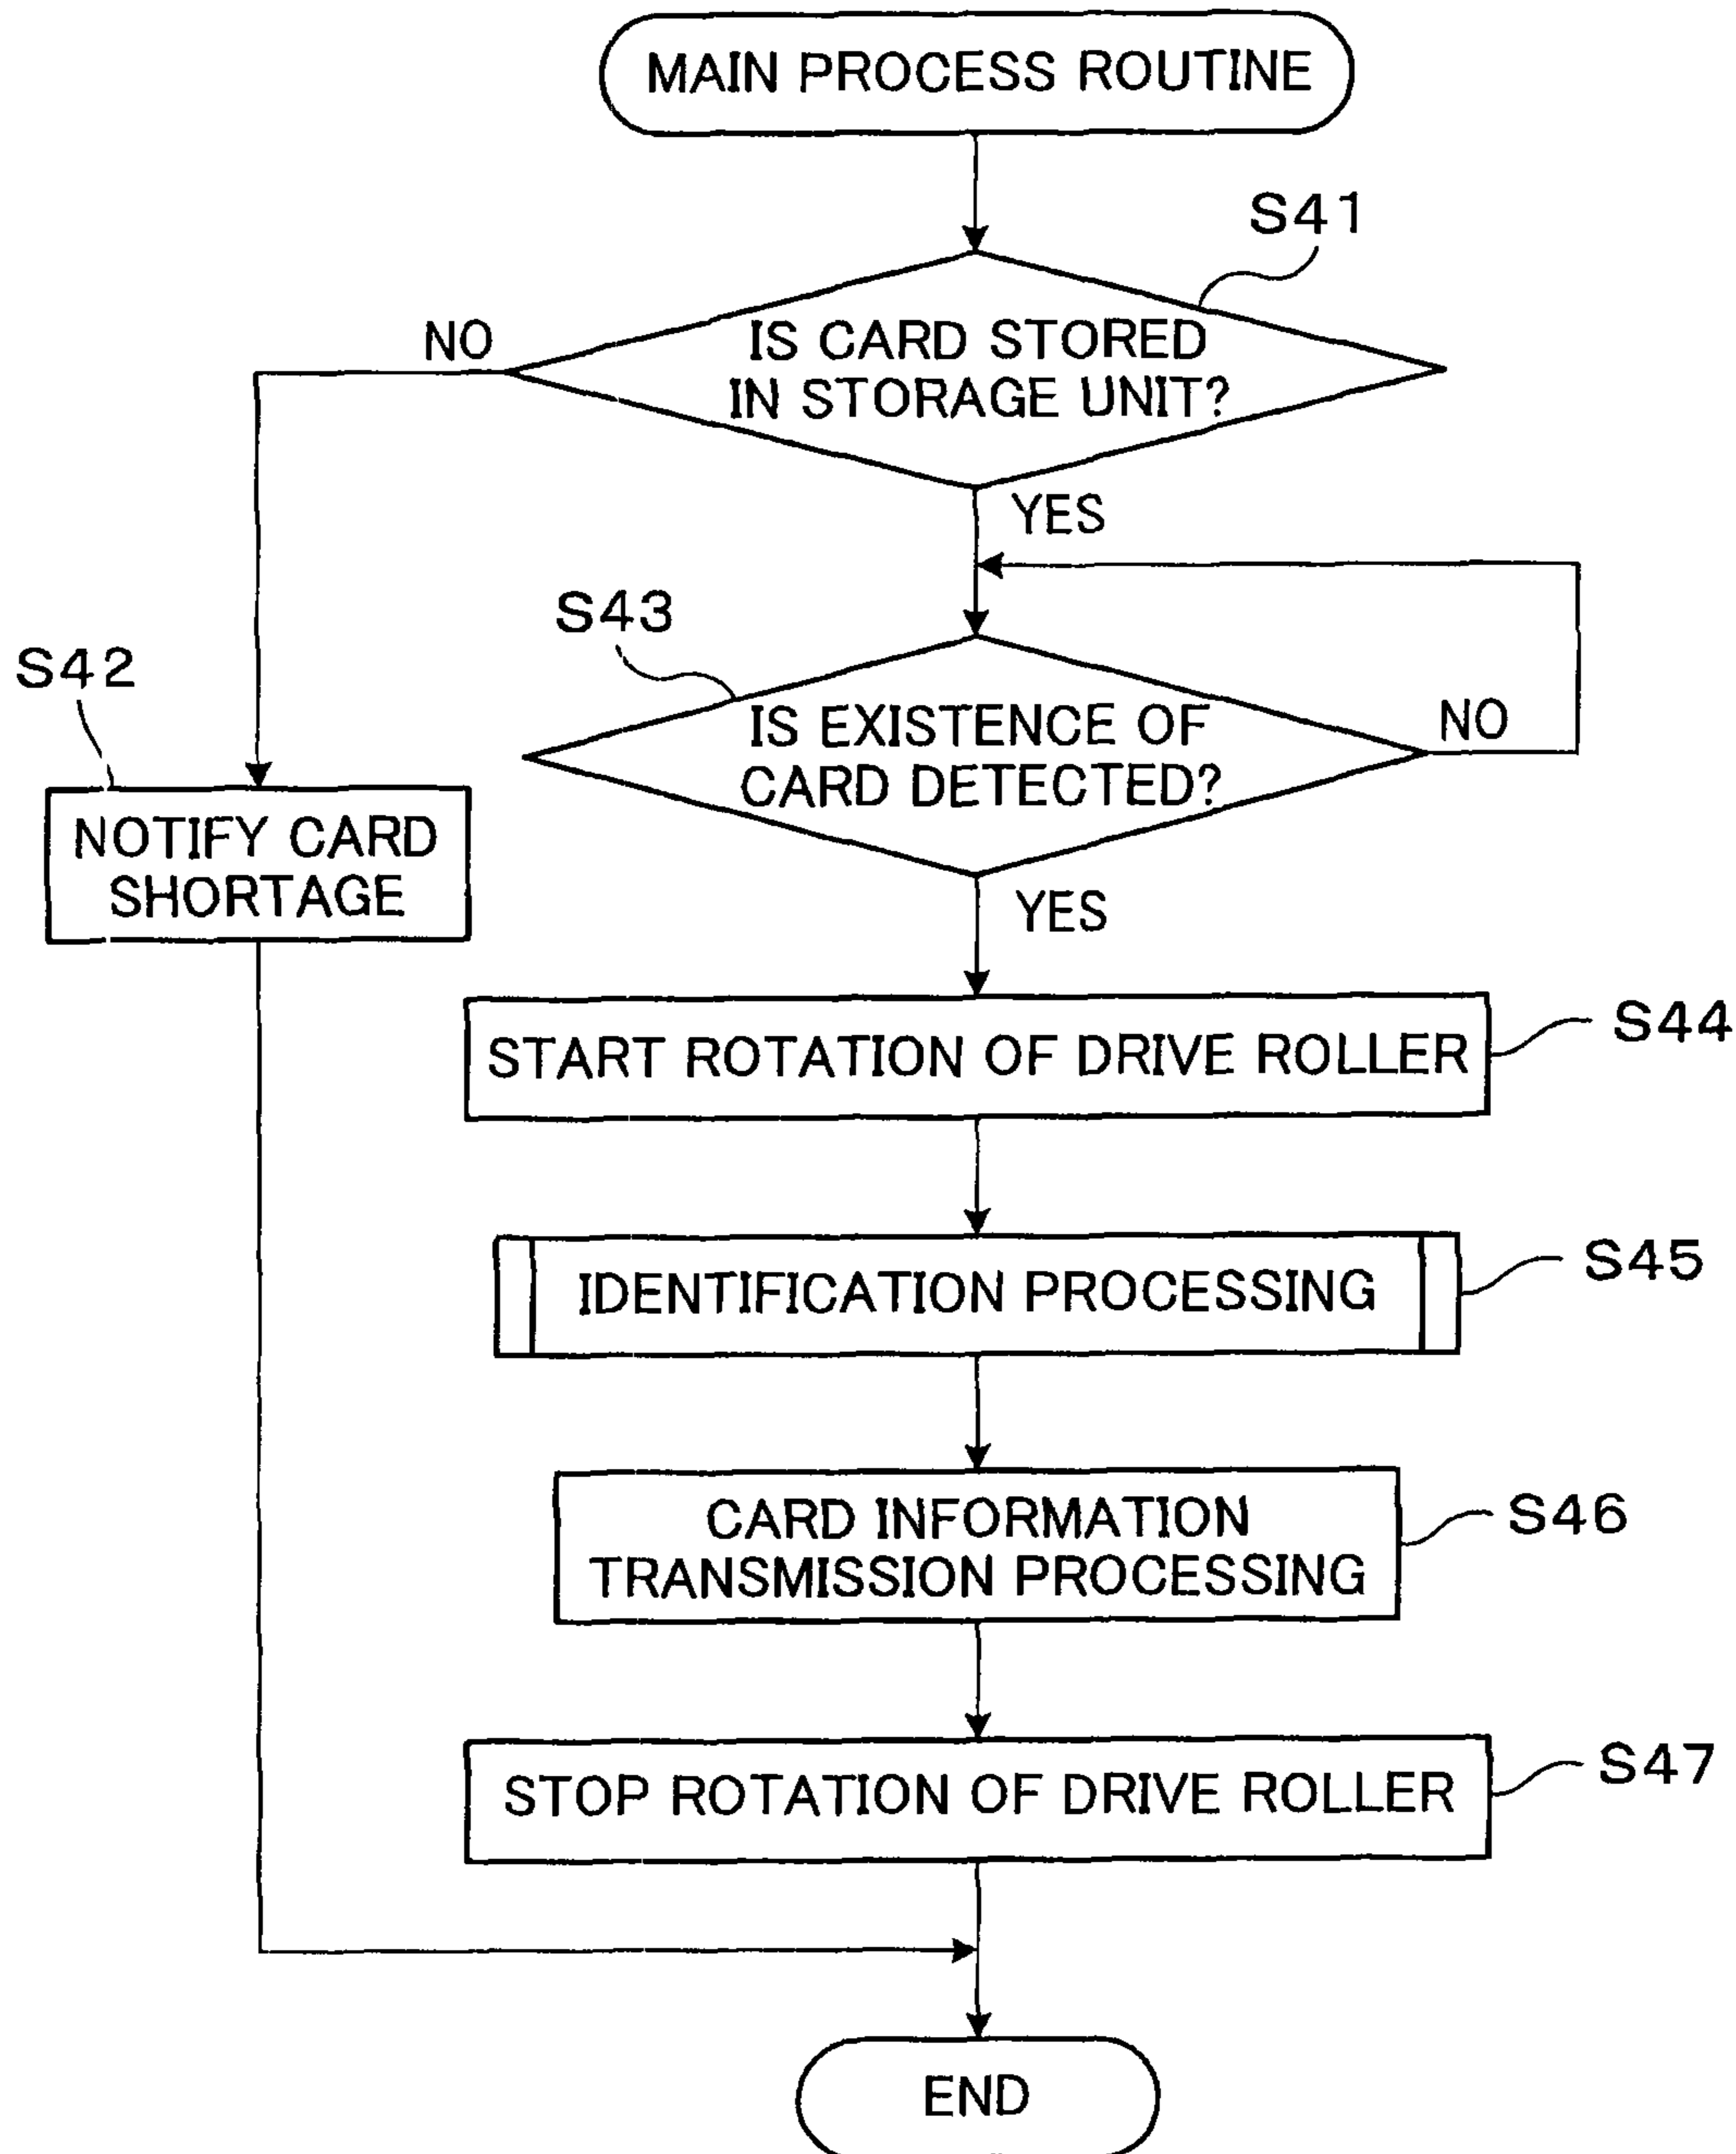 MAIN PROCESS ROUTINE
S41
NO
IS CARD STORED
IN STORAGE UNIT?
YES
S43
S42
IS EXISTENCE OF
CARD DETECTED?
NO
NOTIFY CARD
SHORTAGE
YES
START ROTATION OF DRIVE ROLLER
S44
IDENTIFICATION PROCESSING
S45
CARD INFORMATION
TRANSMISSION PROCESSING
S46
STOP ROTATION OF DRIVE ROLLER
S47
END